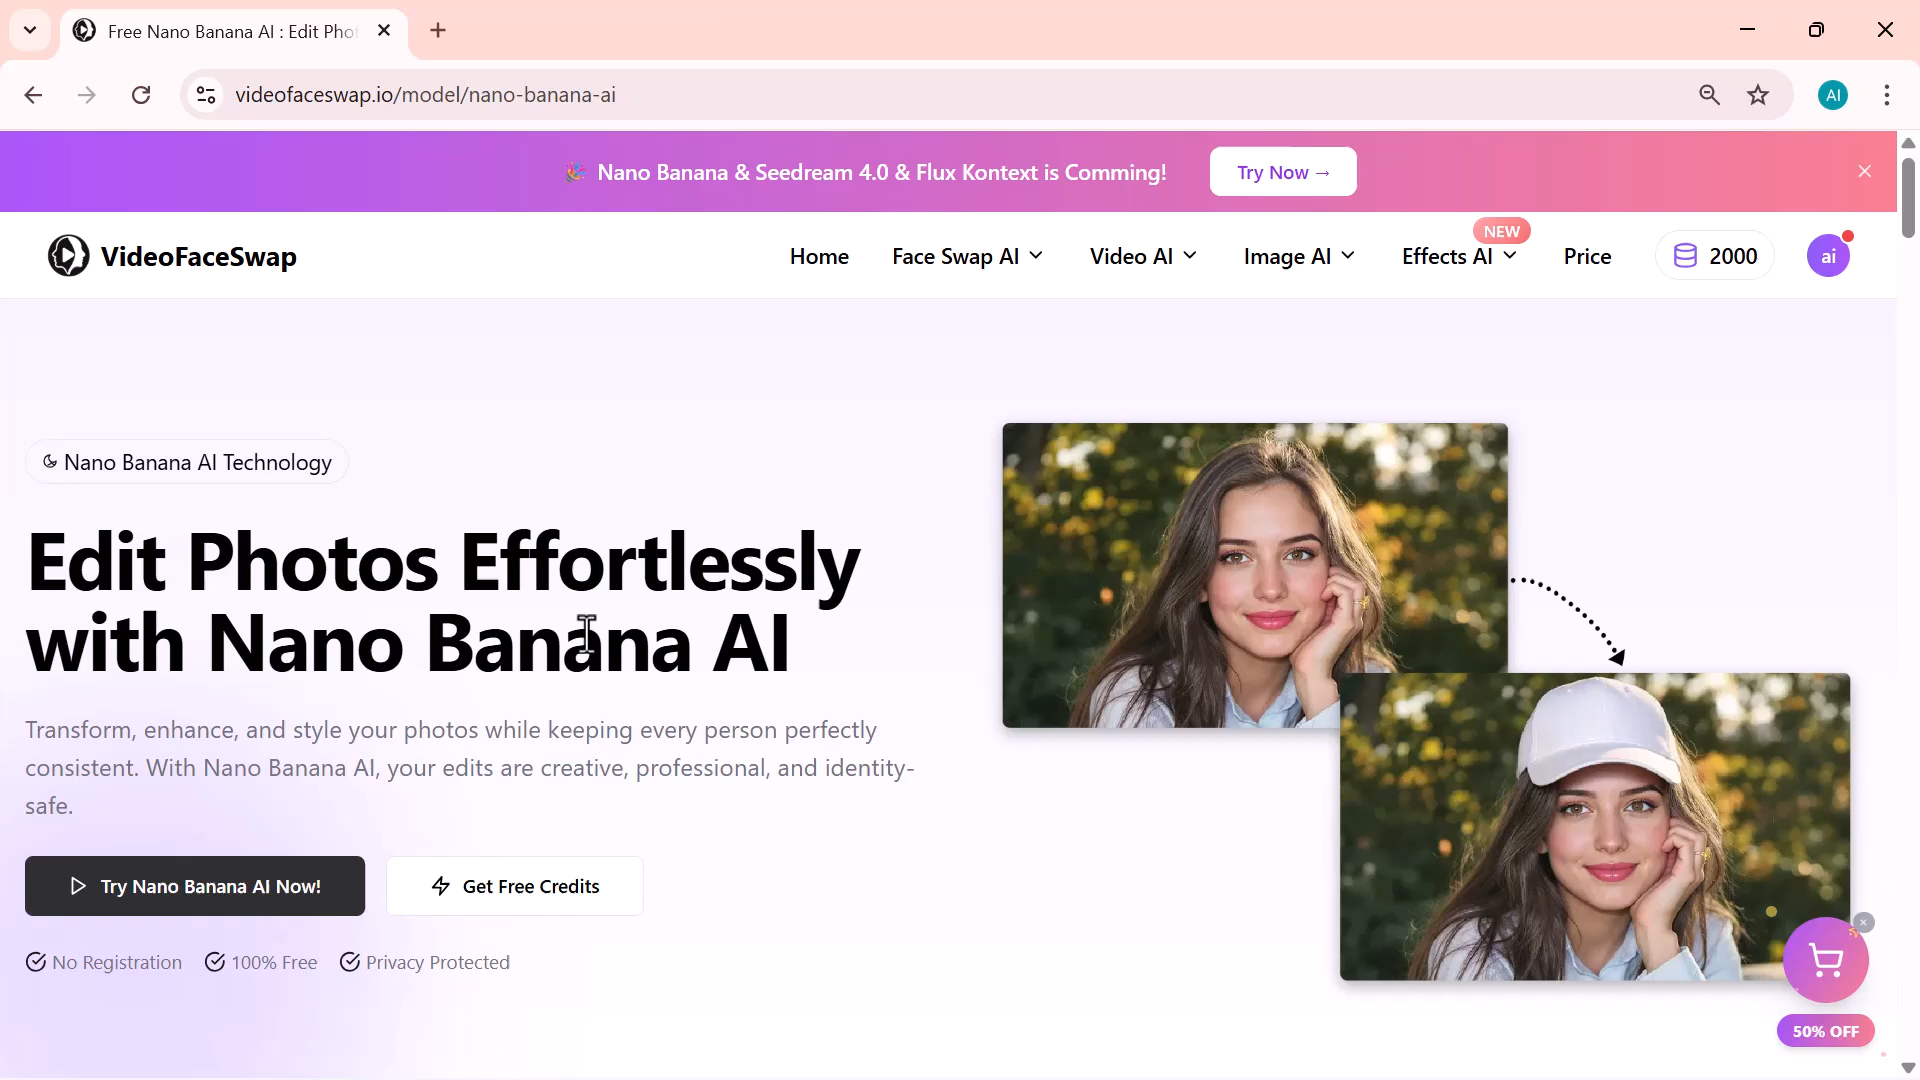 Free Nano Banana AI : Edit Phot
videofaceswap.io/model/nano-banana-ai
AI
🎉 Nano Banana & Seedream 4.0 & Flux Kontext is Comming!
Try Now →
VideoFaceSwap
Home
Face Swap AI
Video AI
Image AI
Effects AI
NEW
Price
2000
ai
Nano Banana AI Technology
Edit Photos Effortlessly
with Nano Banana AI
Transform, enhance, and style your photos while keeping every person perfectly
consistent. With Nano Banana AI, your edits are creative, professional, and identity-
safe.
Try Nano Banana AI Now!
Get Free Credits
No Registration
100% Free
Privacy Protected
50% OFF